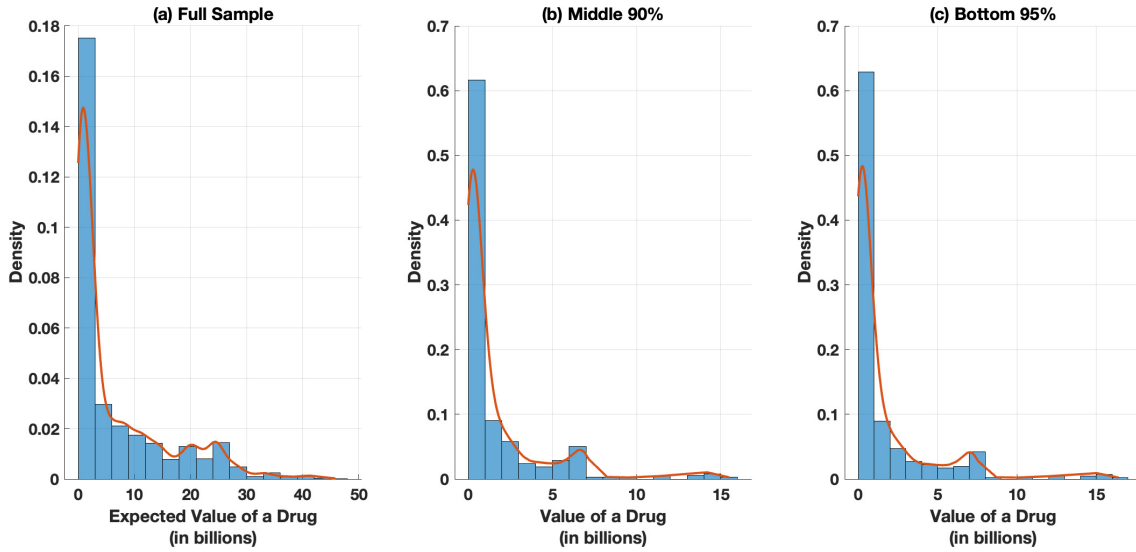 (a) Full Sample
0.18
0.16
0.14
0.12
0.1
0.08
0.06
0.04
0.02
0
Density
0 10 20 30 40 50
Expected Value of a Drug
(in billions)
(b) Middle 90%
0.7
0.6
0.5
0.4
0.3
0.2
0.1
0
Density
0 5 10 15
Value of a Drug
(in billions)
(c) Bottom 95%
0.7
0.6
0.5
0.4
0.3
0.2
0.1
0
Density
0 5 10 15
Value of a Drug
(in billions)